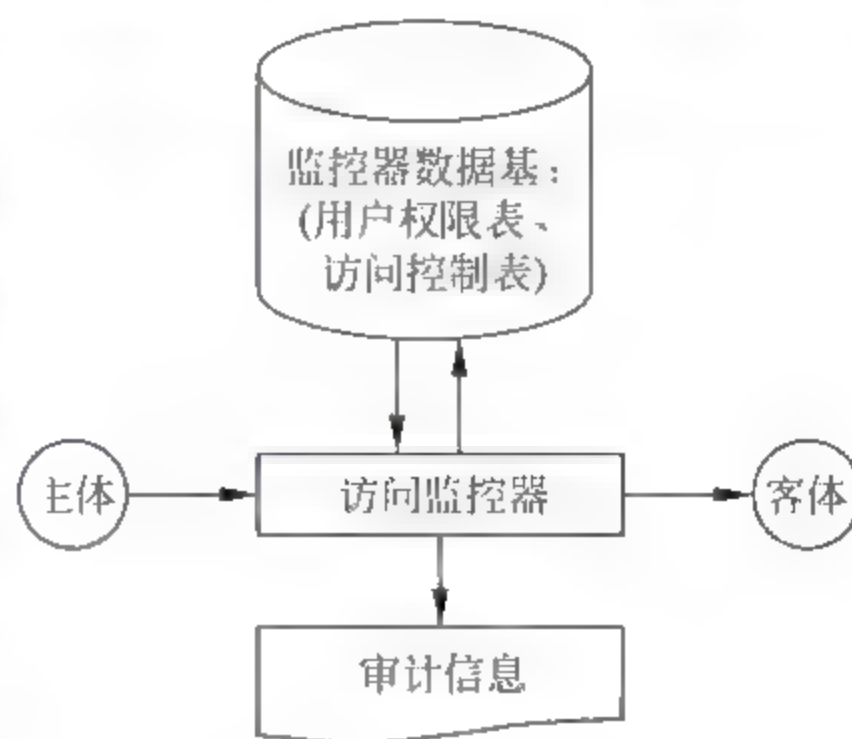 监控器数据基：
(用户权限表、
访问控制表)
主体
访问监控器
客体
审计信息